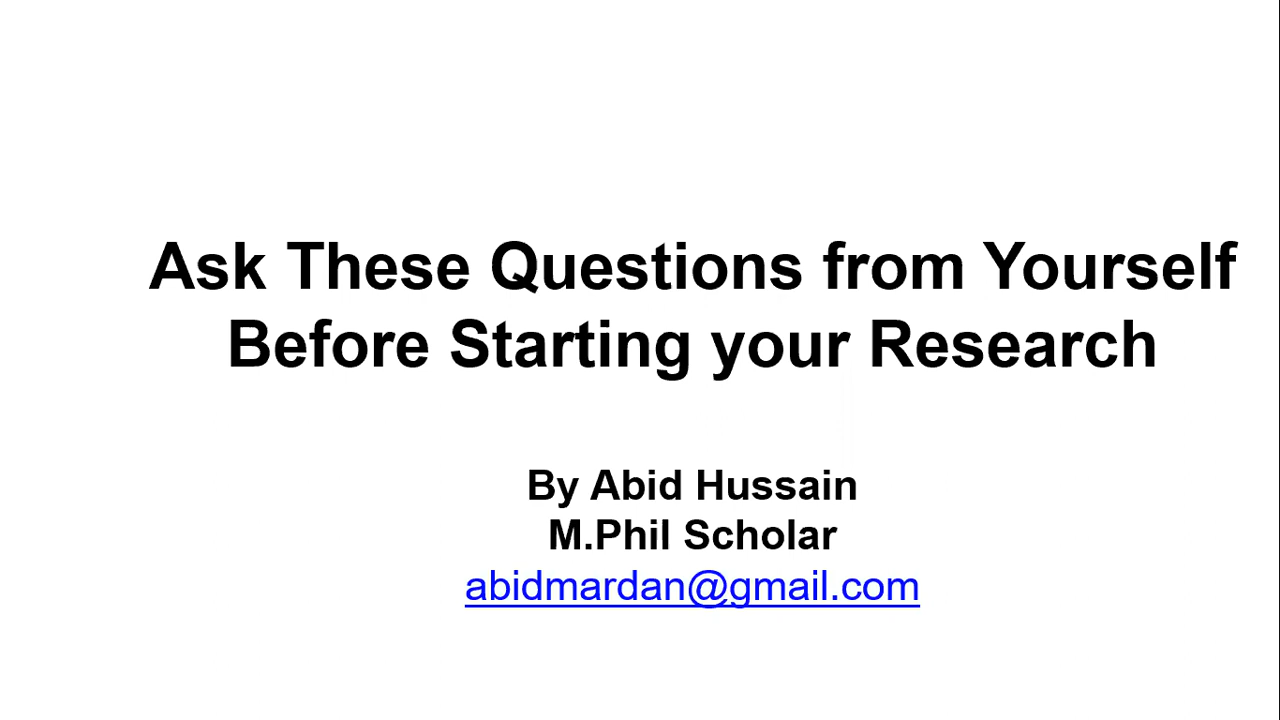 Ask These Questions from Yourself
Before Starting your Research
By Abid Hussain
M.Phil Scholar
abidmardan@gmail.com